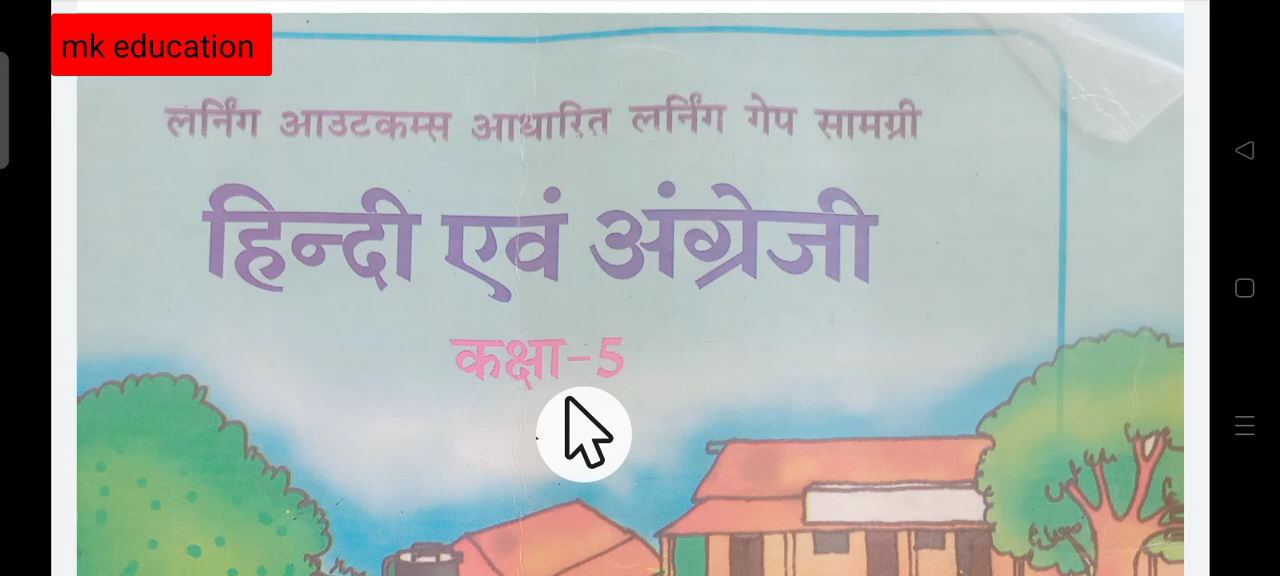 mk education
लर्निंग आउटकम्स आधारित लर्निंग गेप सामग्री
हिन्दी एवं अंग्रेजी
कक्षा-5